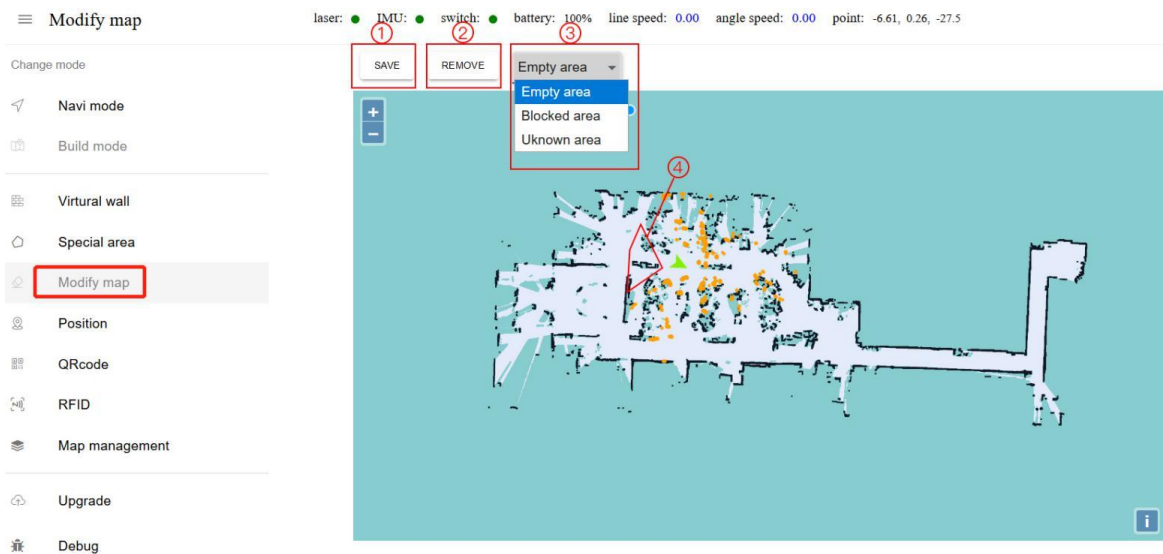 Modify map
laser: IMU: switch: battery: 100% line speed: 0.00 angle speed: 0.00 point: -6.61, 0.26, -27.5
① ② ③
Change mode
SAVE REMOVE Empty area
Empty area
Blocked area
Uknown area
Navi mode
+
Build mode
−
④
Virtural wall
Special area
Modify map
Position
QRcode
RFID
Map management
Upgrade
i
Debug